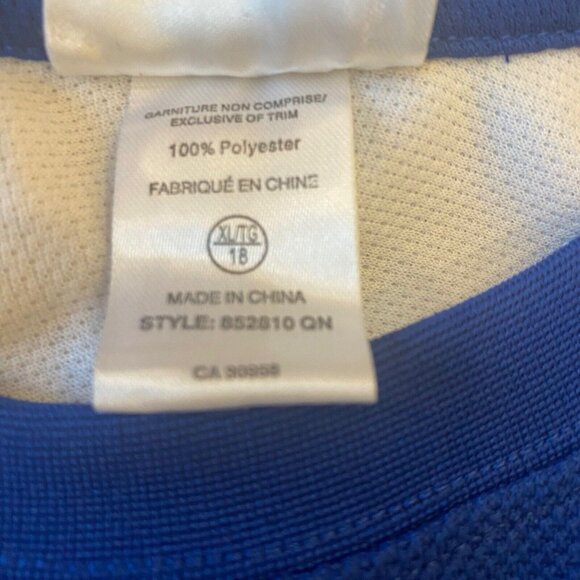 GARNITURE NON COMPRISE/
EXCLUSIVE OF TRIM
100% Polyester
FABRIQUÉ EN CHINE
XL/TG
18
MADE IN CHINA
STYLE: 852810 QN
CA